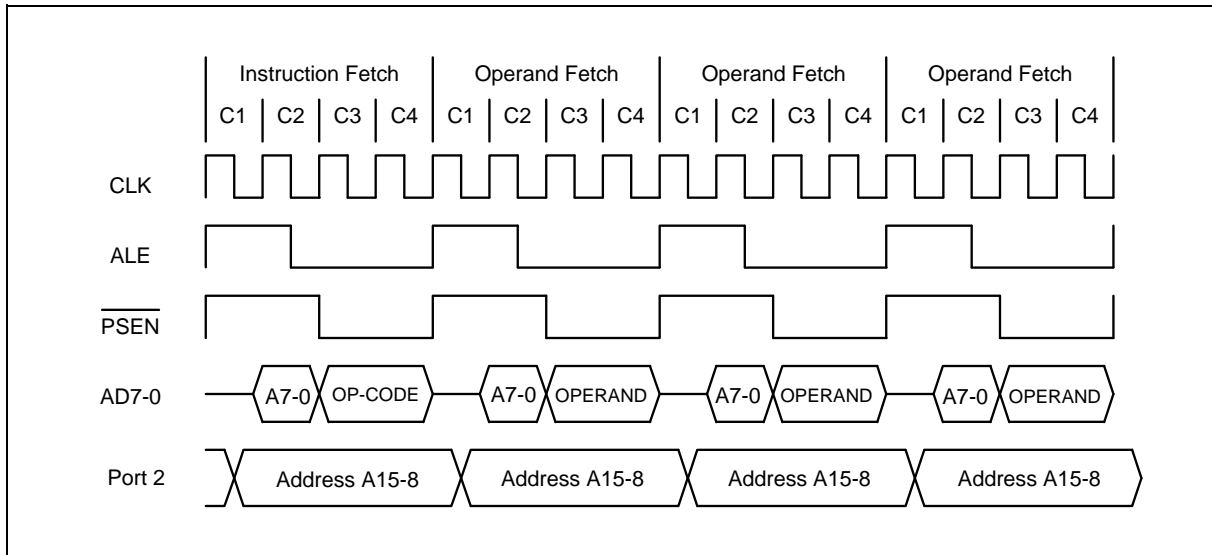 Instruction Fetch Operand Fetch Operand Fetch Operand Fetch
C1 C2 C3 C4 C1 C2 C3 C4 C1 C2 C3 C4 C1 C2 C3 C4
CLK
ALE
PSEN
AD7-0 A7-0 OP-CODE A7-0 OPERAND A7-0 OPERAND A7-0 OPERAND
Port 2 Address A15-8 Address A15-8 Address A15-8 Address A15-8